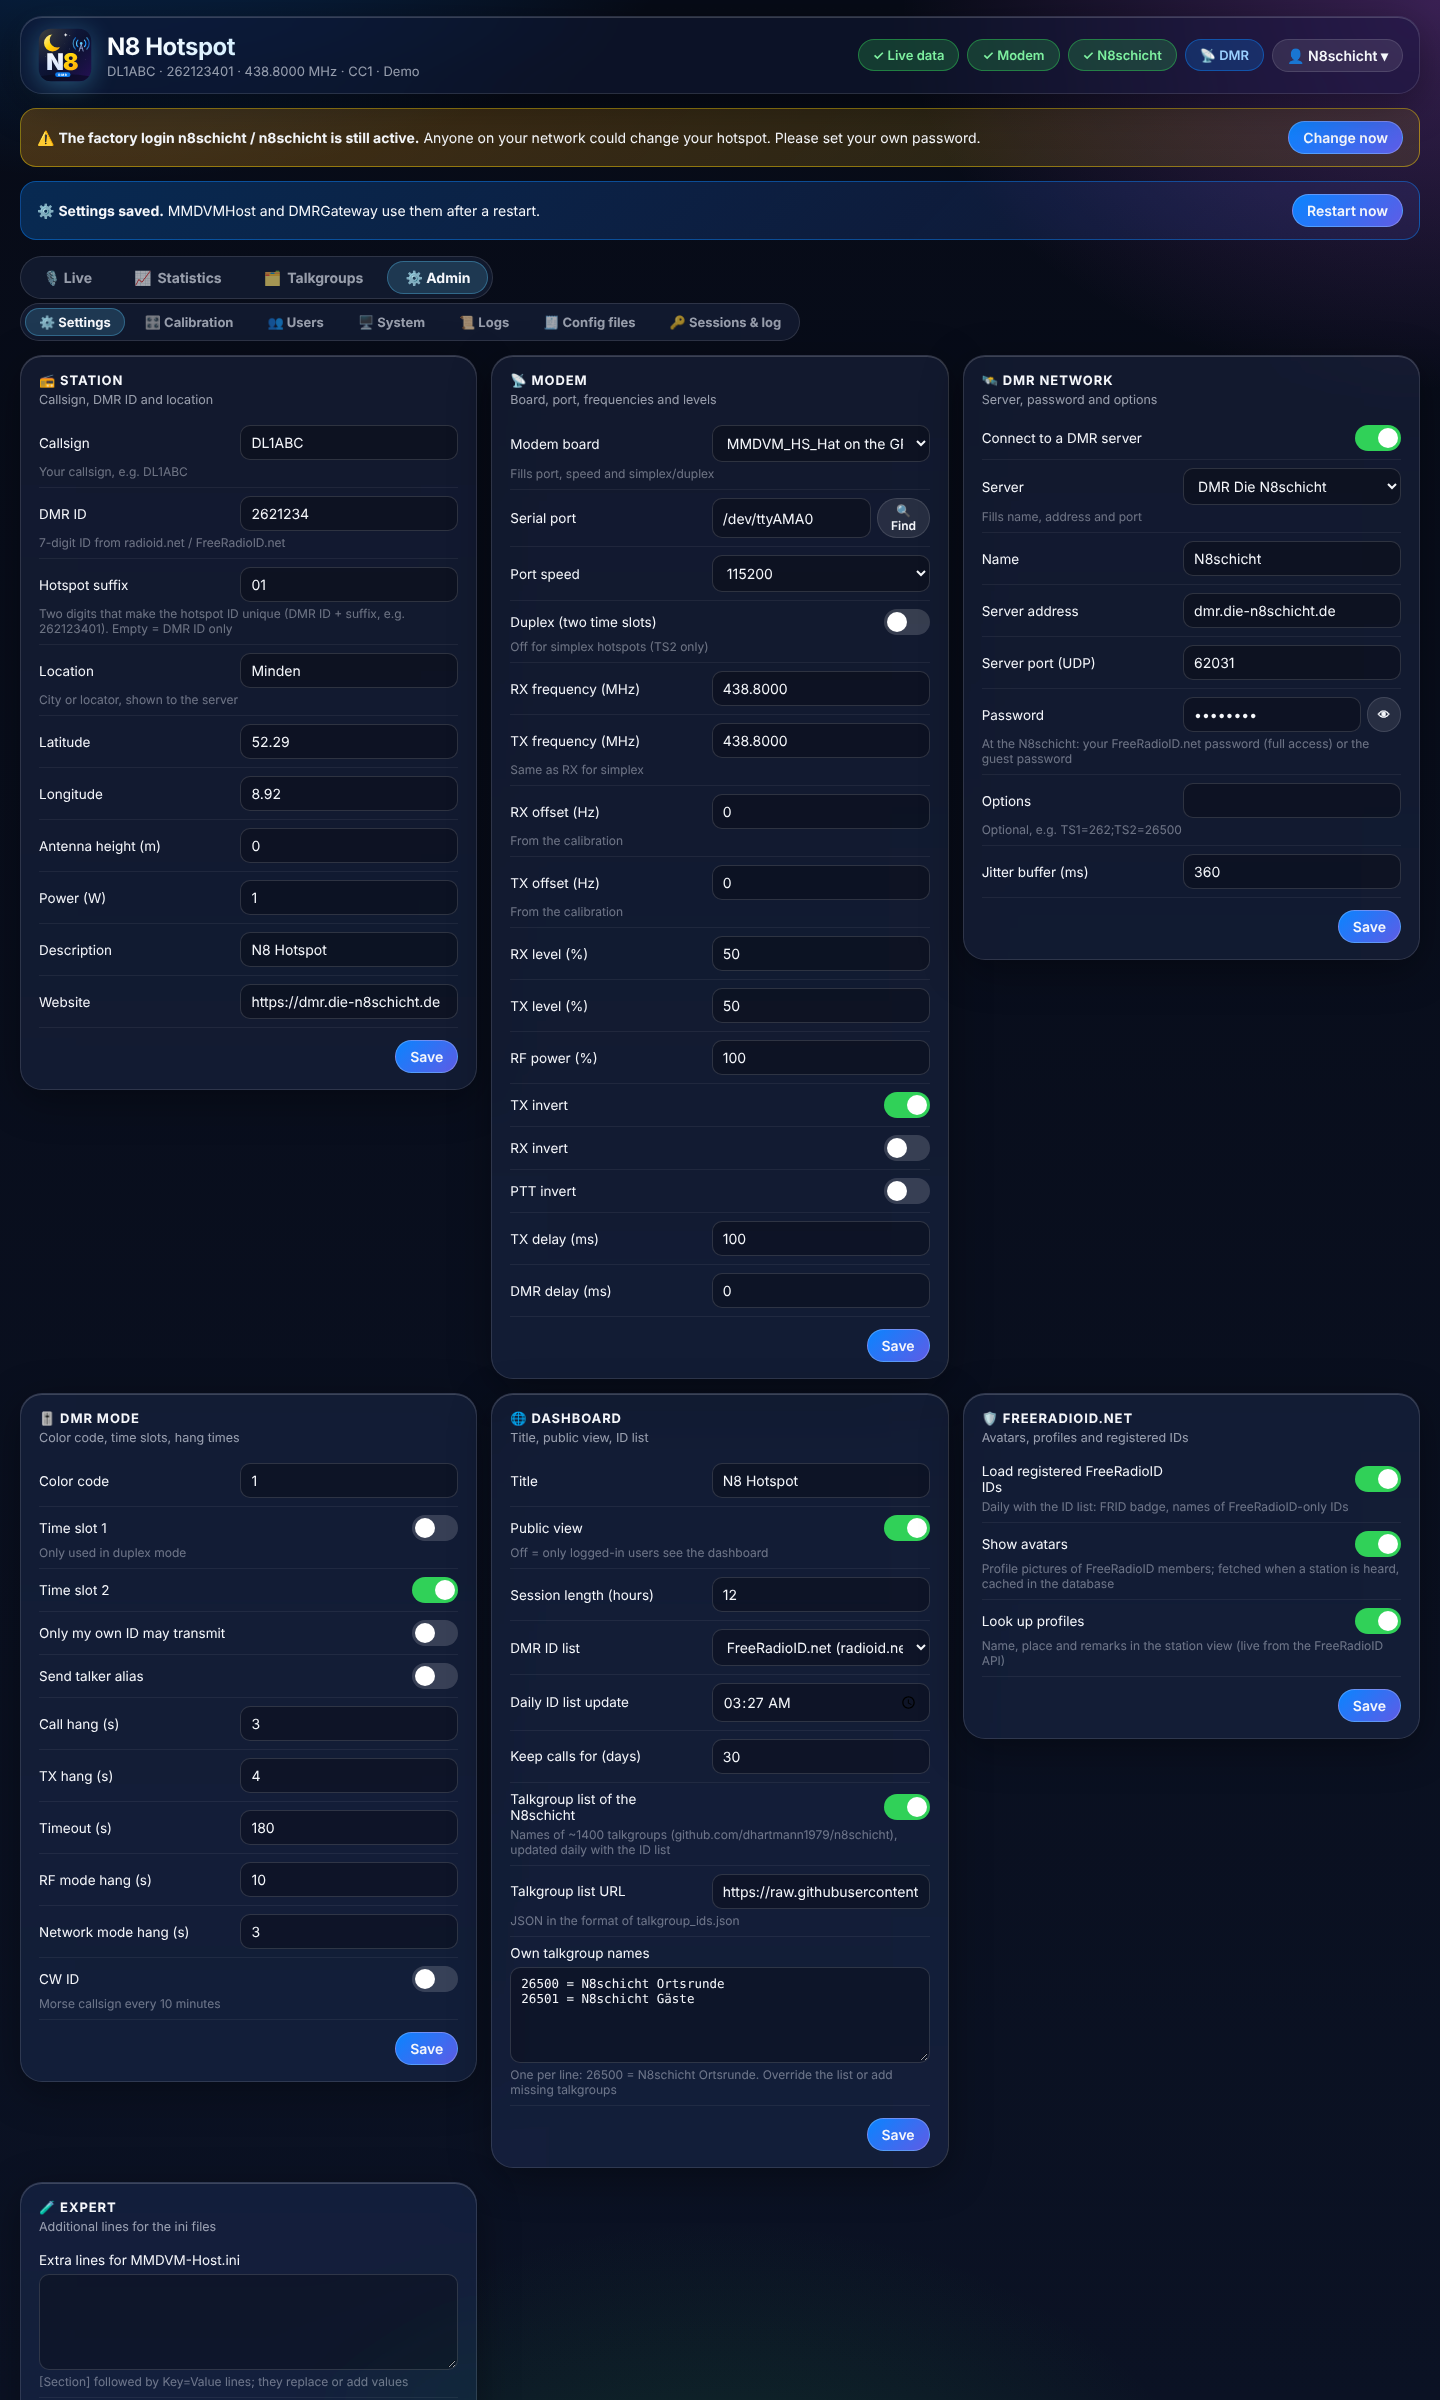 N8
N8 Hotspot
DL1ABC · 262123401 · 438.8000 MHz · CC1 · Demo
✓ Live data
✓ Modem
✓ N8schicht
DMR
N8schicht ▾
The factory login n8schicht / n8schicht is still active. Anyone on your network could change your hotspot. Please set your own password.
Change now
Settings saved. MMDVMHost and DMRGateway use them after a restart.
Restart now
Live
Statistics
Talkgroups
Admin
Settings
Calibration
Users
System
Logs
Config files
Sessions & log
STATION
Callsign, DMR ID and location
Callsign
DL1ABC
Your callsign, e.g. DL1ABC
DMR ID
2621234
7-digit ID from radioid.net / FreeRadioID.net
Hotspot suffix
01
Two digits that make the hotspot ID unique (DMR ID + suffix, e.g.
262123401). Empty = DMR ID only
Location
Minden
City or locator, shown to the server
Latitude
52.29
Longitude
8.92
Antenna height (m)
0
Power (W)
1
Description
N8 Hotspot
Website
https://dmr.die-n8schicht.de
Save
MODEM
Board, port, frequencies and levels
Modem board
MMDVM_HS_Hat on the GP
Fills port, speed and simplex/duplex
Serial port
/dev/ttyAMA0
Find
Port speed
115200
Duplex (two time slots)
Off for simplex hotspots (TS2 only)
RX frequency (MHz)
438.8000
TX frequency (MHz)
438.8000
Same as RX for simplex
RX offset (Hz)
0
From the calibration
TX offset (Hz)
0
From the calibration
RX level (%)
50
TX level (%)
50
RF power (%)
100
TX invert
RX invert
PTT invert
TX delay (ms)
100
DMR delay (ms)
0
Save
DMR NETWORK
Server, password and options
Connect to a DMR server
Server
DMR Die N8schicht
Fills name, address and port
Name
N8schicht
Server address
dmr.die-n8schicht.de
Server port (UDP)
62031
Password
••••••••
At the N8schicht: your FreeRadioID.net password (full access) or the
guest password
Options
Optional, e.g. TS1=262;TS2=26500
Jitter buffer (ms)
360
Save
DMR MODE
Color code, time slots, hang times
Color code
1
Time slot 1
Only used in duplex mode
Time slot 2
Only my own ID may transmit
Send talker alias
Call hang (s)
3
TX hang (s)
4
Timeout (s)
180
RF mode hang (s)
10
Network mode hang (s)
3
CW ID
Morse callsign every 10 minutes
Save
DASHBOARD
Title, public view, ID list
Title
N8 Hotspot
Public view
Off = only logged-in users see the dashboard
Session length (hours)
12
DMR ID list
FreeRadioID.net (radioid.ne
Daily ID list update
03:27 AM
Keep calls for (days)
30
Talkgroup list of the
N8schicht
Names of ~1400 talkgroups (github.com/dhartmann1979/n8schicht),
updated daily with the ID list
Talkgroup list URL
https://raw.githubusercontent
JSON in the format of talkgroup_ids.json
Own talkgroup names
26500 = N8schicht Ortsrunde
26501 = N8schicht Gäste
One per line: 26500 = N8schicht Ortsrunde. Override the list or add
missing talkgroups
Save
FREERADIOID.NET
Avatars, profiles and registered IDs
Load registered FreeRadioID
IDs
Daily with the ID list: FRID badge, names of FreeRadioID-only IDs
Show avatars
Profile pictures of FreeRadioID members; fetched when a station is heard,
cached in the database
Look up profiles
Name, place and remarks in the station view (live from the FreeRadioID
API)
Save
EXPERT
Additional lines for the ini files
Extra lines for MMDVM-Host.ini
[Section] followed by Key=Value lines; they replace or add values